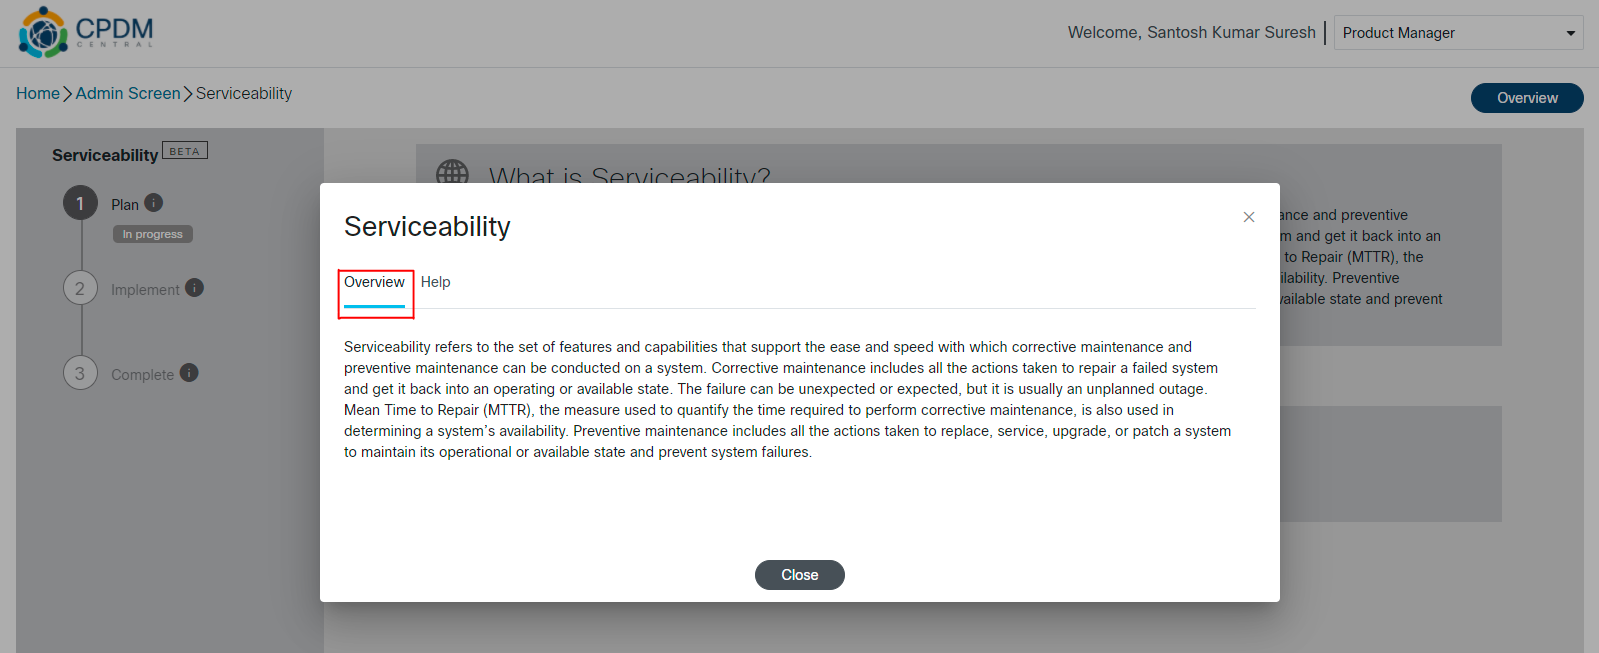 CPDM
CENTRAL
Welcome, Santosh Kumar Suresh
Product Manager
Home > Admin Screen > Serviceability
Overview
Serviceability BETA
1 Plan
In progress
2 Implement
3 Complete
What is Serviceability?
ance and preventive
m and get it back into an
to Repair (MTTR), the
ilability. Preventive
vailable state and prevent
Serviceability
×
Overview Help
Serviceability refers to the set of features and capabilities that support the ease and speed with which corrective maintenance and
preventive maintenance can be conducted on a system. Corrective maintenance includes all the actions taken to repair a failed system
and get it back into an operating or available state. The failure can be unexpected or expected, but it is usually an unplanned outage.
Mean Time to Repair (MTTR), the measure used to quantify the time required to perform corrective maintenance, is also used in
determining a system's availability. Preventive maintenance includes all the actions taken to replace, service, upgrade, or patch a system
to maintain its operational or available state and prevent system failures.
Close